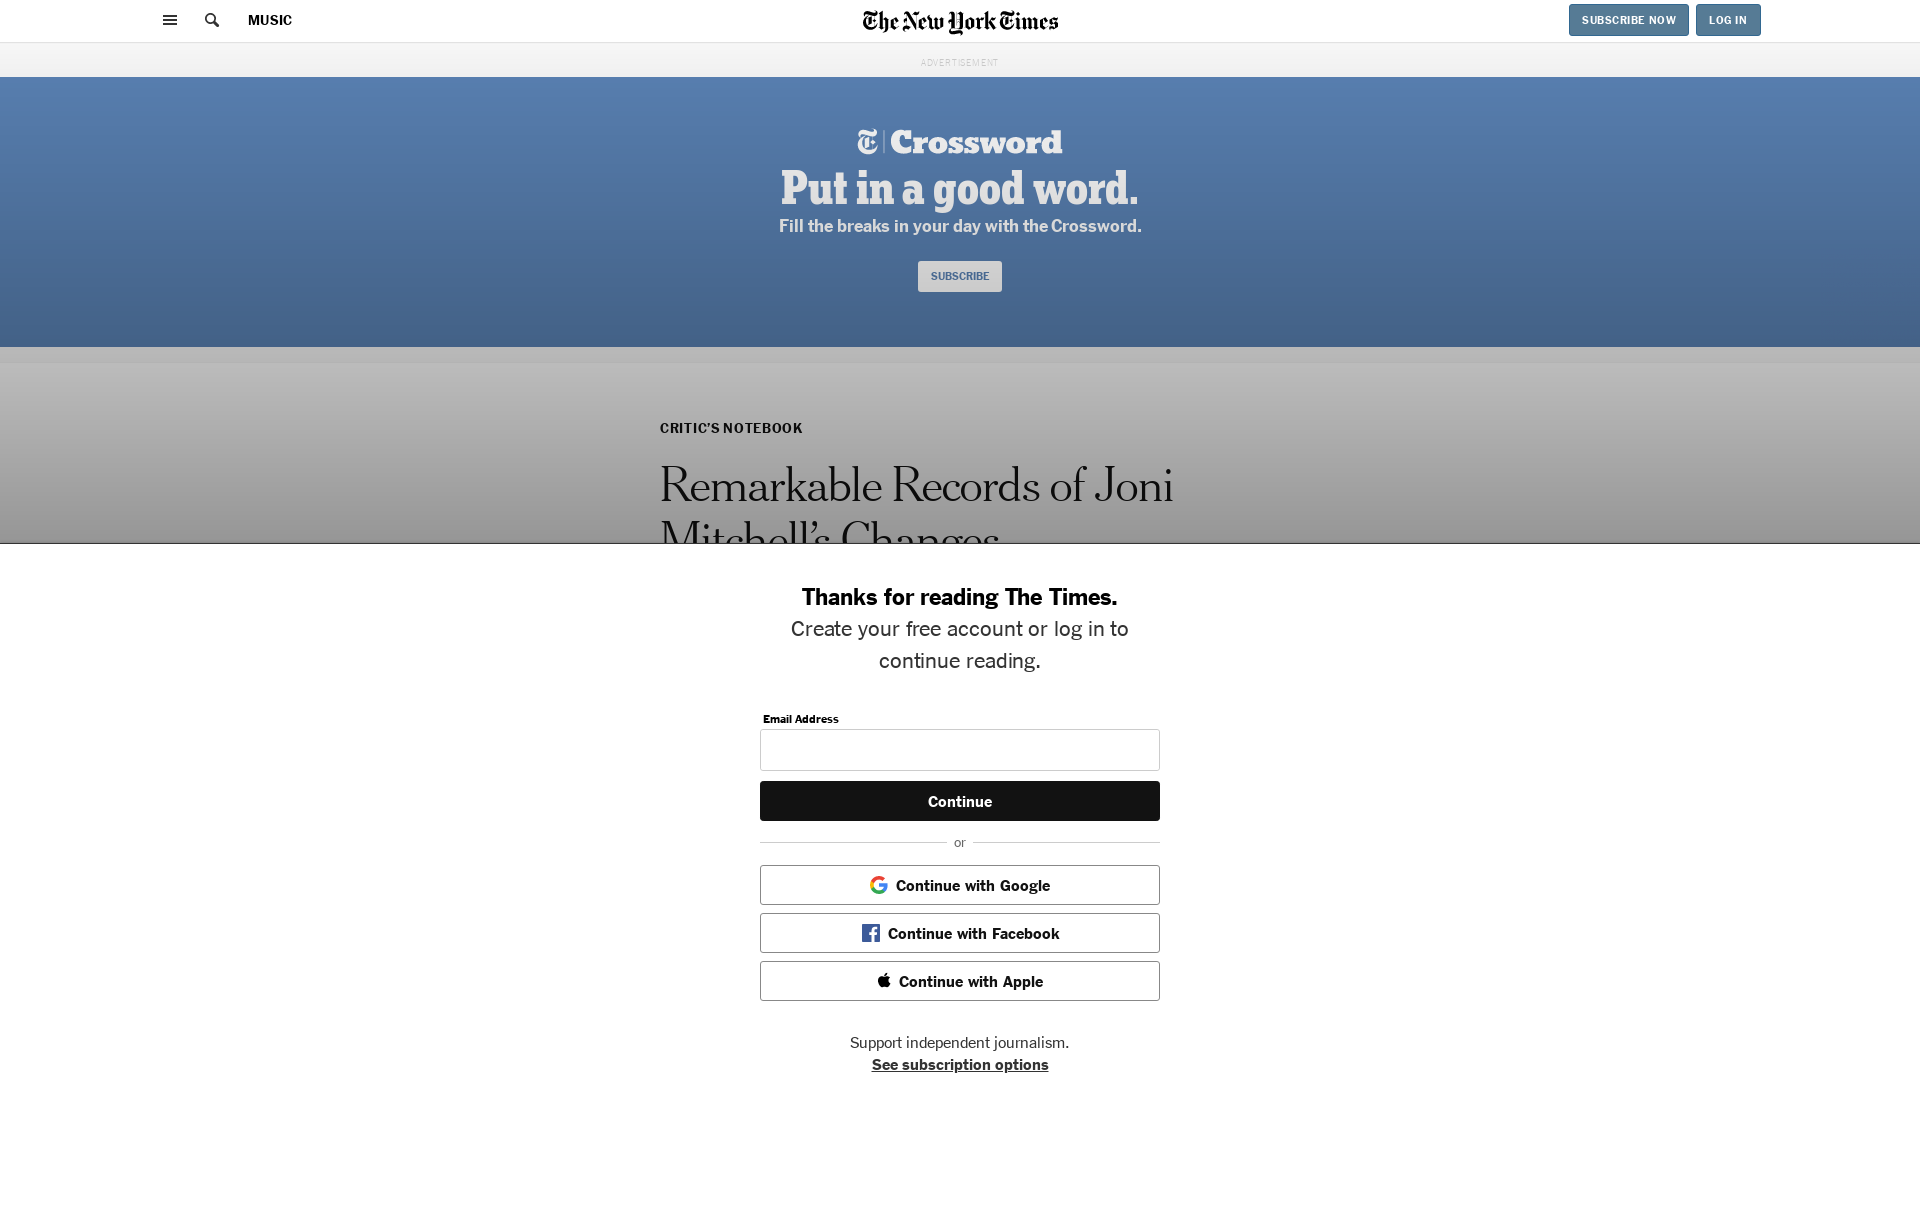 MUSIC
The New York Times
SUBSCRIBE NOW
LOG IN
ADVERTISEMENT
T Crossword
Put in a good word.
Fill the breaks in your day with the Crossword.
SUBSCRIBE
CRITIC’S NOTEBOOK
Remarkable Records of Joni
Mitchell’s Changes
Thanks for reading The Times.
Create your free account or log in to
continue reading.
Email Address
Continue
or
Continue with Google
Continue with Facebook
Continue with Apple
Support independent journalism.
See subscription options